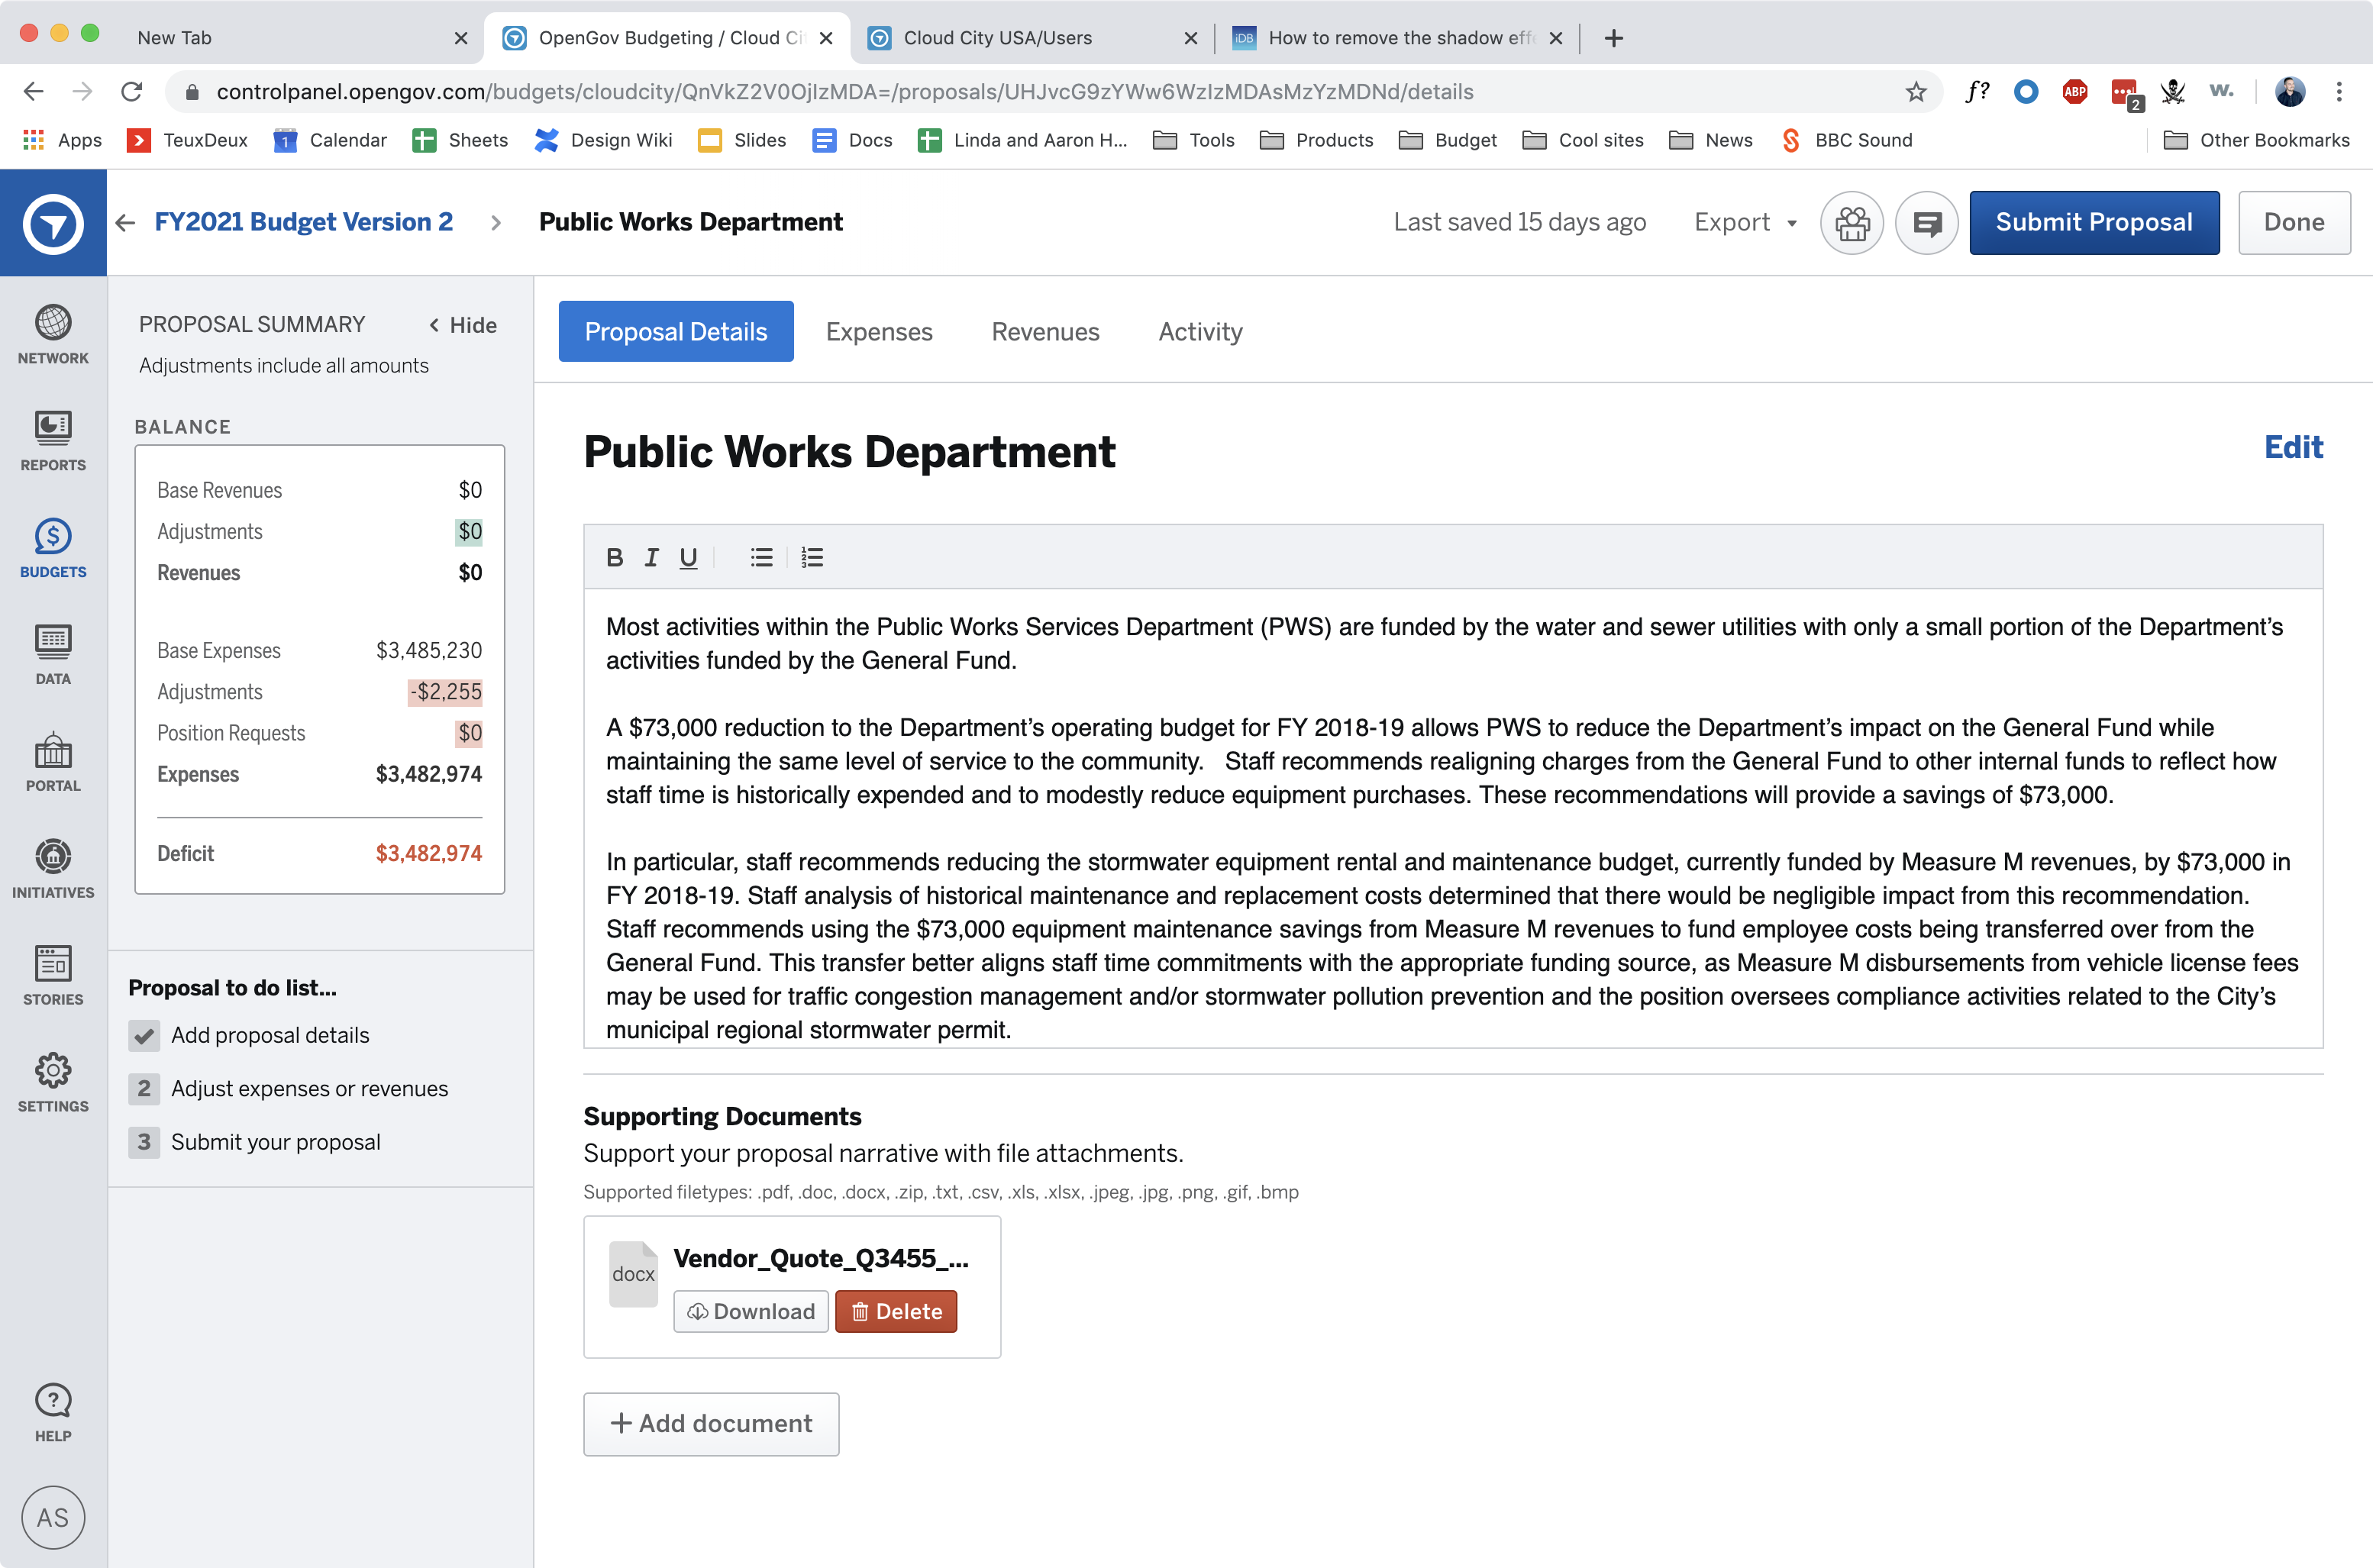 New Tab
OpenGov Budgeting / Cloud Ci
Cloud City USA/Users
iDB
How to remove the shadow effe
controlpanel.opengov.com/budgets/cloudcity/QnVkZ2V0OjIzMDA=/proposals/UHJvcG9zYWw6WzIzMDAsMzYzMDNd/details
f?
ABP
2
w.
Apps
TeuxDeux
1
Calendar
Sheets
Design Wiki
Slides
Docs
Linda and Aaron H...
Tools
Products
Budget
Cool sites
News
BBC Sound
Other Bookmarks
FY2021 Budget Version 2
Public Works Department
Last saved 15 days ago
Export
Submit Proposal
Done
NETWORK
REPORTS
BUDGETS
DATA
PORTAL
INITIATIVES
STORIES
SETTINGS
HELP
AS
PROPOSAL SUMMARY
Hide
Adjustments include all amounts
BALANCE
Base Revenues $0
Adjustments $0
Revenues $0
Base Expenses $3,485,230
Adjustments -$2,255
Position Requests $0
Expenses $3,482,974
Deficit $3,482,974
Proposal to do list...
Add proposal details
2 Adjust expenses or revenues
3 Submit your proposal
Proposal Details
Expenses
Revenues
Activity
Public Works Department
Edit
B I U
Most activities within the Public Works Services Department (PWS) are funded by the water and sewer utilities with only a small portion of the Department’s
activities funded by the General Fund.
A $73,000 reduction to the Department’s operating budget for FY 2018-19 allows PWS to reduce the Department’s impact on the General Fund while
maintaining the same level of service to the community.   Staff recommends realigning charges from the General Fund to other internal funds to reflect how
staff time is historically expended and to modestly reduce equipment purchases. These recommendations will provide a savings of $73,000.
In particular, staff recommends reducing the stormwater equipment rental and maintenance budget, currently funded by Measure M revenues, by $73,000 in
FY 2018-19. Staff analysis of historical maintenance and replacement costs determined that there would be negligible impact from this recommendation.
Staff recommends using the $73,000 equipment maintenance savings from Measure M revenues to fund employee costs being transferred over from the
General Fund. This transfer better aligns staff time commitments with the appropriate funding source, as Measure M disbursements from vehicle license fees
may be used for traffic congestion management and/or stormwater pollution prevention and the position oversees compliance activities related to the City’s
municipal regional stormwater permit.
Supporting Documents
Support your proposal narrative with file attachments.
Supported filetypes: .pdf, .doc, .docx, .zip, .txt, .csv, .xls, .xlsx, .jpeg, .jpg, .png, .gif, .bmp
docx
Vendor_Quote_Q3455_...
Download
Delete
+ Add document